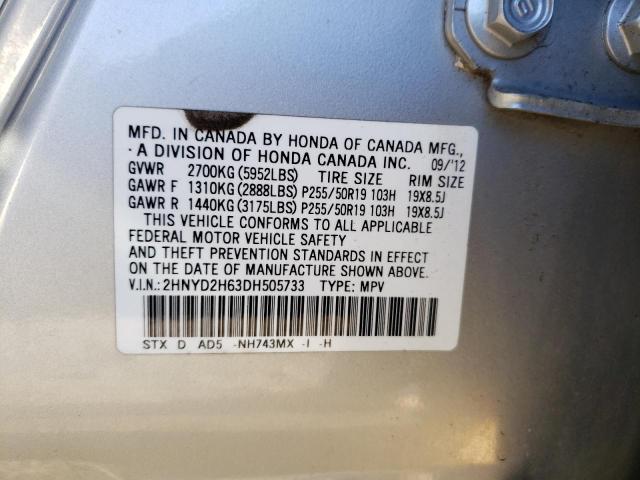 MFD. IN CANADA BY HONDA OF CANADA MFG.,
A DIVISION OF HONDA CANADA INC. 09/'12
GVWR 2700KG(5952LBS) TIRE SIZE RIM SIZE
GAWR F 1310KG(2888LBS) P255/50R19 103H 19X8.5J
GAWR R 1440KG(3175LBS) P255/50R19 103H 19X8.5J
THIS VEHICLE CONFORMS TO ALL APPLICABLE
FEDERAL MOTOR VEHICLE SAFETY
AND THEFT PREVENTION STANDARDS IN EFFECT
ON THE DATE OF MANUFACTURE SHOWN ABOVE.
V.I.N.: 2HNYD2H63DH505733 TYPE: MPV
STX D AD5 -NH743MX -I -H